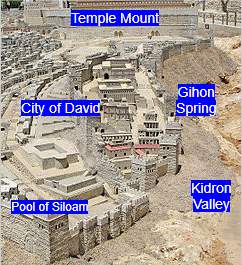 Temple Mount
Gihon
Spring
City of David
Kidron
Valley
Pool of Siloam